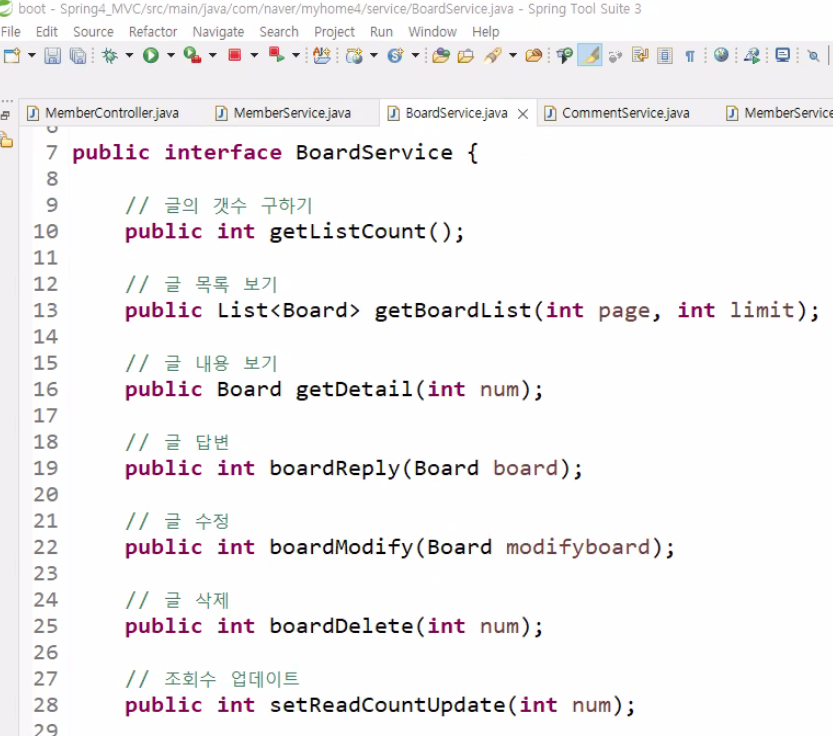 boot - Spring4_MVC/src/main/java/com/naver/myhome4/service/BoardService.java - Spring Tool Suite 3
File Edit Source Refactor Navigate Search Project Run Window Help
MemberController.java MemberService.java BoardService.java CommentService.java MemberService
6
7 public interface BoardService {
8
9 // 글의 갯수 구하기
10 public int getListCount();
11
12 // 글 목록 보기
13 public List<Board> getBoardList(int page, int limit);
14
15 // 글 내용 보기
16 public Board getDetail(int num);
17
18 // 글 답변
19 public int boardReply(Board board);
20
21 // 글 수정
22 public int boardModify(Board modifyboard);
23
24 // 글 삭제
25 public int boardDelete(int num);
26
27 // 조회수 업데이트
28 public int setReadCountUpdate(int num);
29